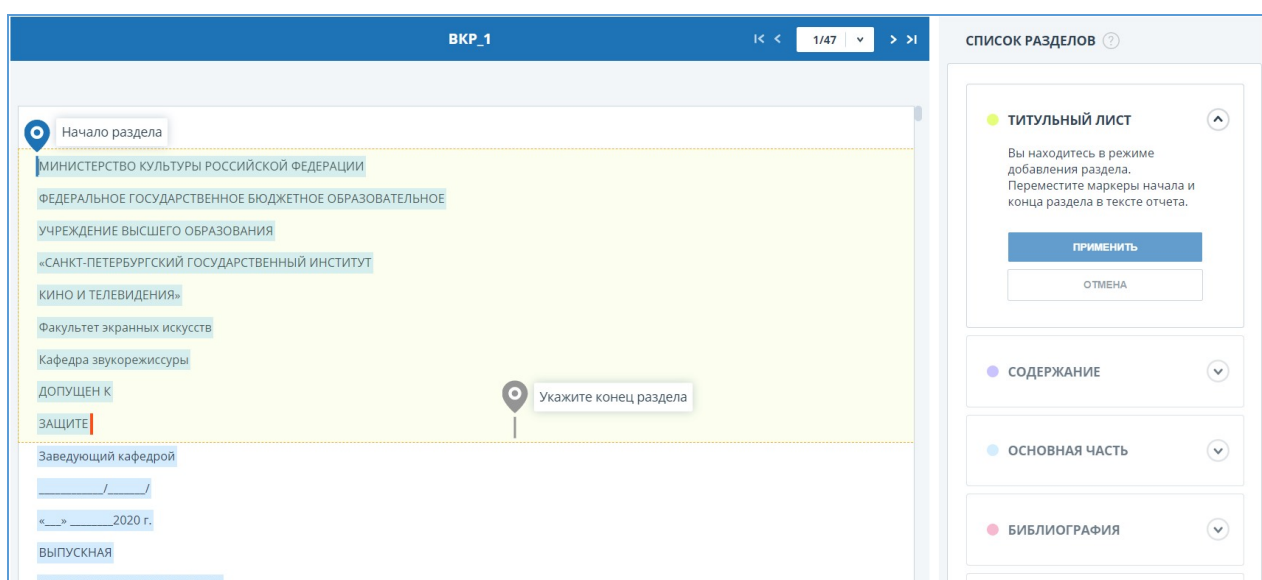 ВКР_1
1/47
СПИСОК РАЗДЕЛОВ ?
Начало раздела
МИНИСТЕРСТВО КУЛЬТУРЫ РОССИЙСКОЙ ФЕДЕРАЦИИ
ФЕДЕРАЛЬНОЕ ГОСУДАРСТВЕННОЕ БЮДЖЕТНОЕ ОБРАЗОВАТЕЛЬНОЕ
УЧРЕЖДЕНИЕ ВЫСШЕГО ОБРАЗОВАНИЯ
«САНКТ-ПЕТЕРБУРГСКИЙ ГОСУДАРСТВЕННЫЙ ИНСТИТУТ
КИНО И ТЕЛЕВИДЕНИЯ»
Факультет экранных искусств
Кафедра звукорежиссуры
ДОПУЩЕН К
ЗАЩИТЕ
Укажите конец раздела
Заведующий кафедрой
____________/_______/
«___» ________2020 г.
ВЫПУСКНАЯ
ТИТУЛЬНЫЙ ЛИСТ
Вы находитесь в режиме
добавления раздела.
Переместите маркеры начала и
конца раздела в тексте отчета.
ПРИМЕНИТЬ
ОТМЕНА
СОДЕРЖАНИЕ
ОСНОВНАЯ ЧАСТЬ
БИБЛИОГРАФИЯ